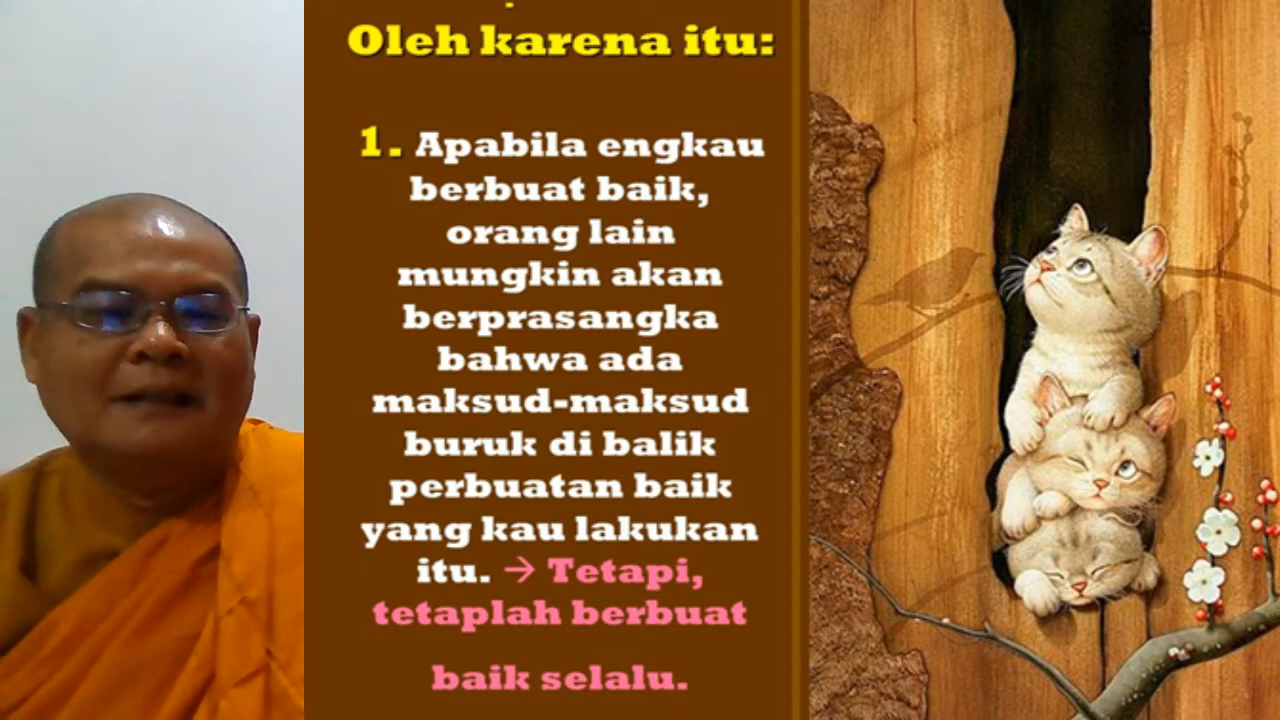 Oleh karena itu:
1. Apabila engkau
berbuat baik,
orang lain
mungkin akan
berprasangka
bahwa ada
maksud-maksud
buruk di balik
perbuatan baik
yang kau lakukan
itu. → Tetapi,
tetaplah berbuat
baik selalu.